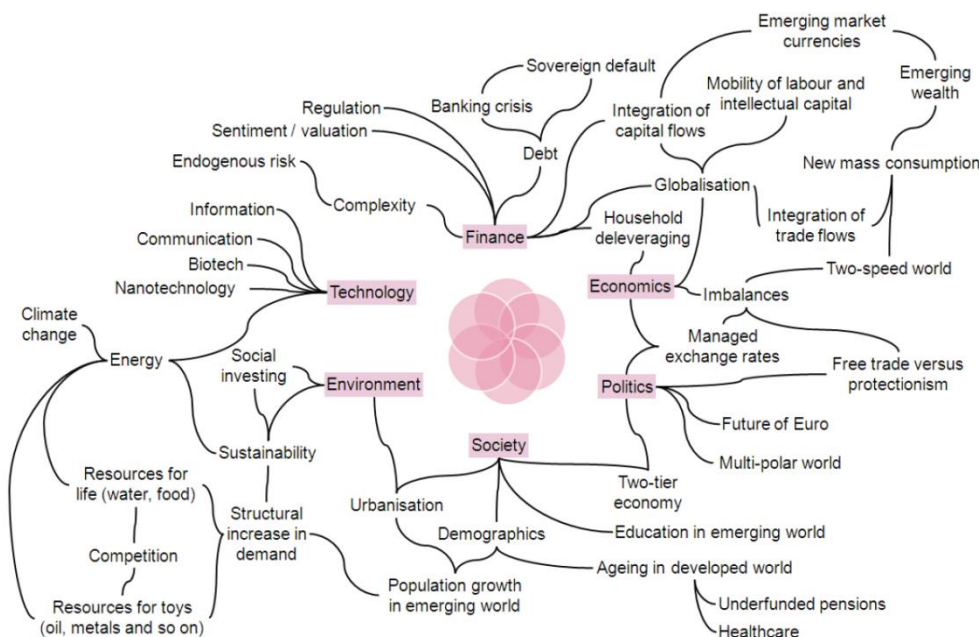 Emerging market
currencies
Sovereign default
Emerging
wealth
Mobility of labour and
intellectual capital
Regulation
Banking crisis
Integration of
capital flows
Sentiment / valuation
Debt
Endogenous risk
New mass consumption
Globalisation
Complexity
Information
Household
deleveraging
Integration of
trade flows
Finance
Communication
Biotech
Two-speed world
Nanotechnology
Technology
Economics
Imbalances
Climate
change
Managed
exchange rates
Energy
Social
investing
Free trade versus
protectionism
Environment
Politics
Future of Euro
Society
Sustainability
Multi-polar world
Resources for
life (water, food)
Two-tier
economy
Urbanisation
Structural
increase in
demand
Demographics
Education in emerging world
Competition
Ageing in developed world
Population growth
in emerging world
Resources for toys
(oil, metals and so on)
Underfunded pensions
Healthcare